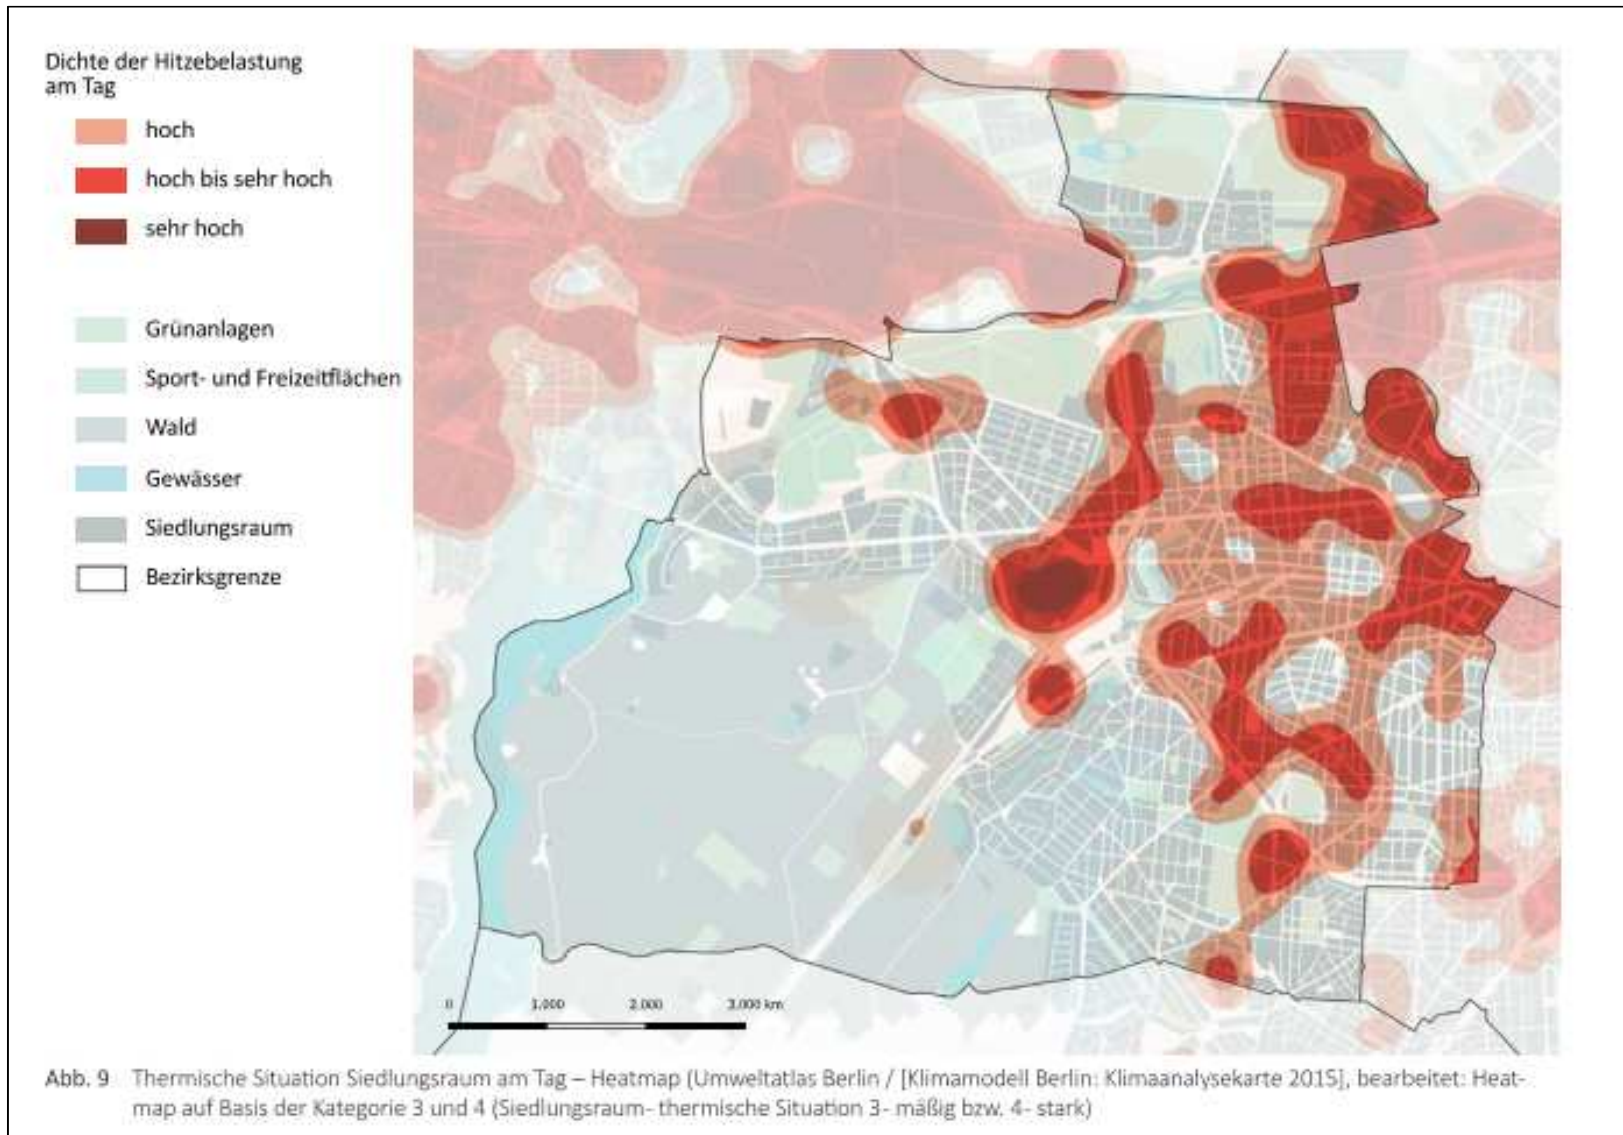 Dichte der Hitzebelastung
am Tag
hoch
hoch bis sehr hoch
sehr hoch
Grünanlagen
Sport- und Freizeitflächen
Wald
Gewässer
Siedlungsraum
Bezirksgrenze
0 1.000 2.000 3.000 km
Abb. 9 Thermische Situation Siedlungsraum am Tag – Heatmap (Umweltatlas Berlin / [Klimamodell Berlin: Klimaanalysekarte 2015], bearbeitet: Heat-
map auf Basis der Kategorie 3 und 4 (Siedlungsraum- thermische Situation 3- mäßig bzw. 4- stark)